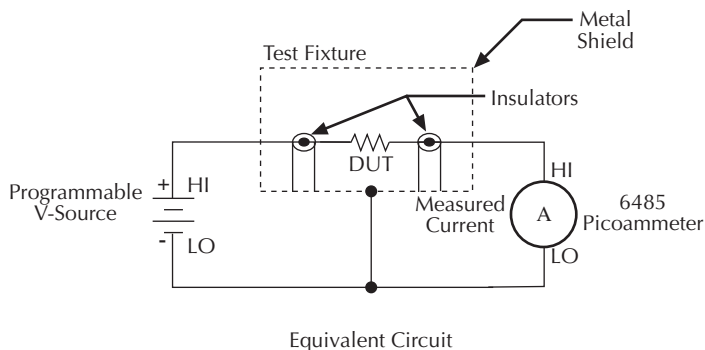 Metal
Shield
Test Fixture
Insulators
DUT
+ HI
Programmable
V-Source
- LO
Measured
Current
HI
A
6485
Picoammeter
LO
Equivalent Circuit